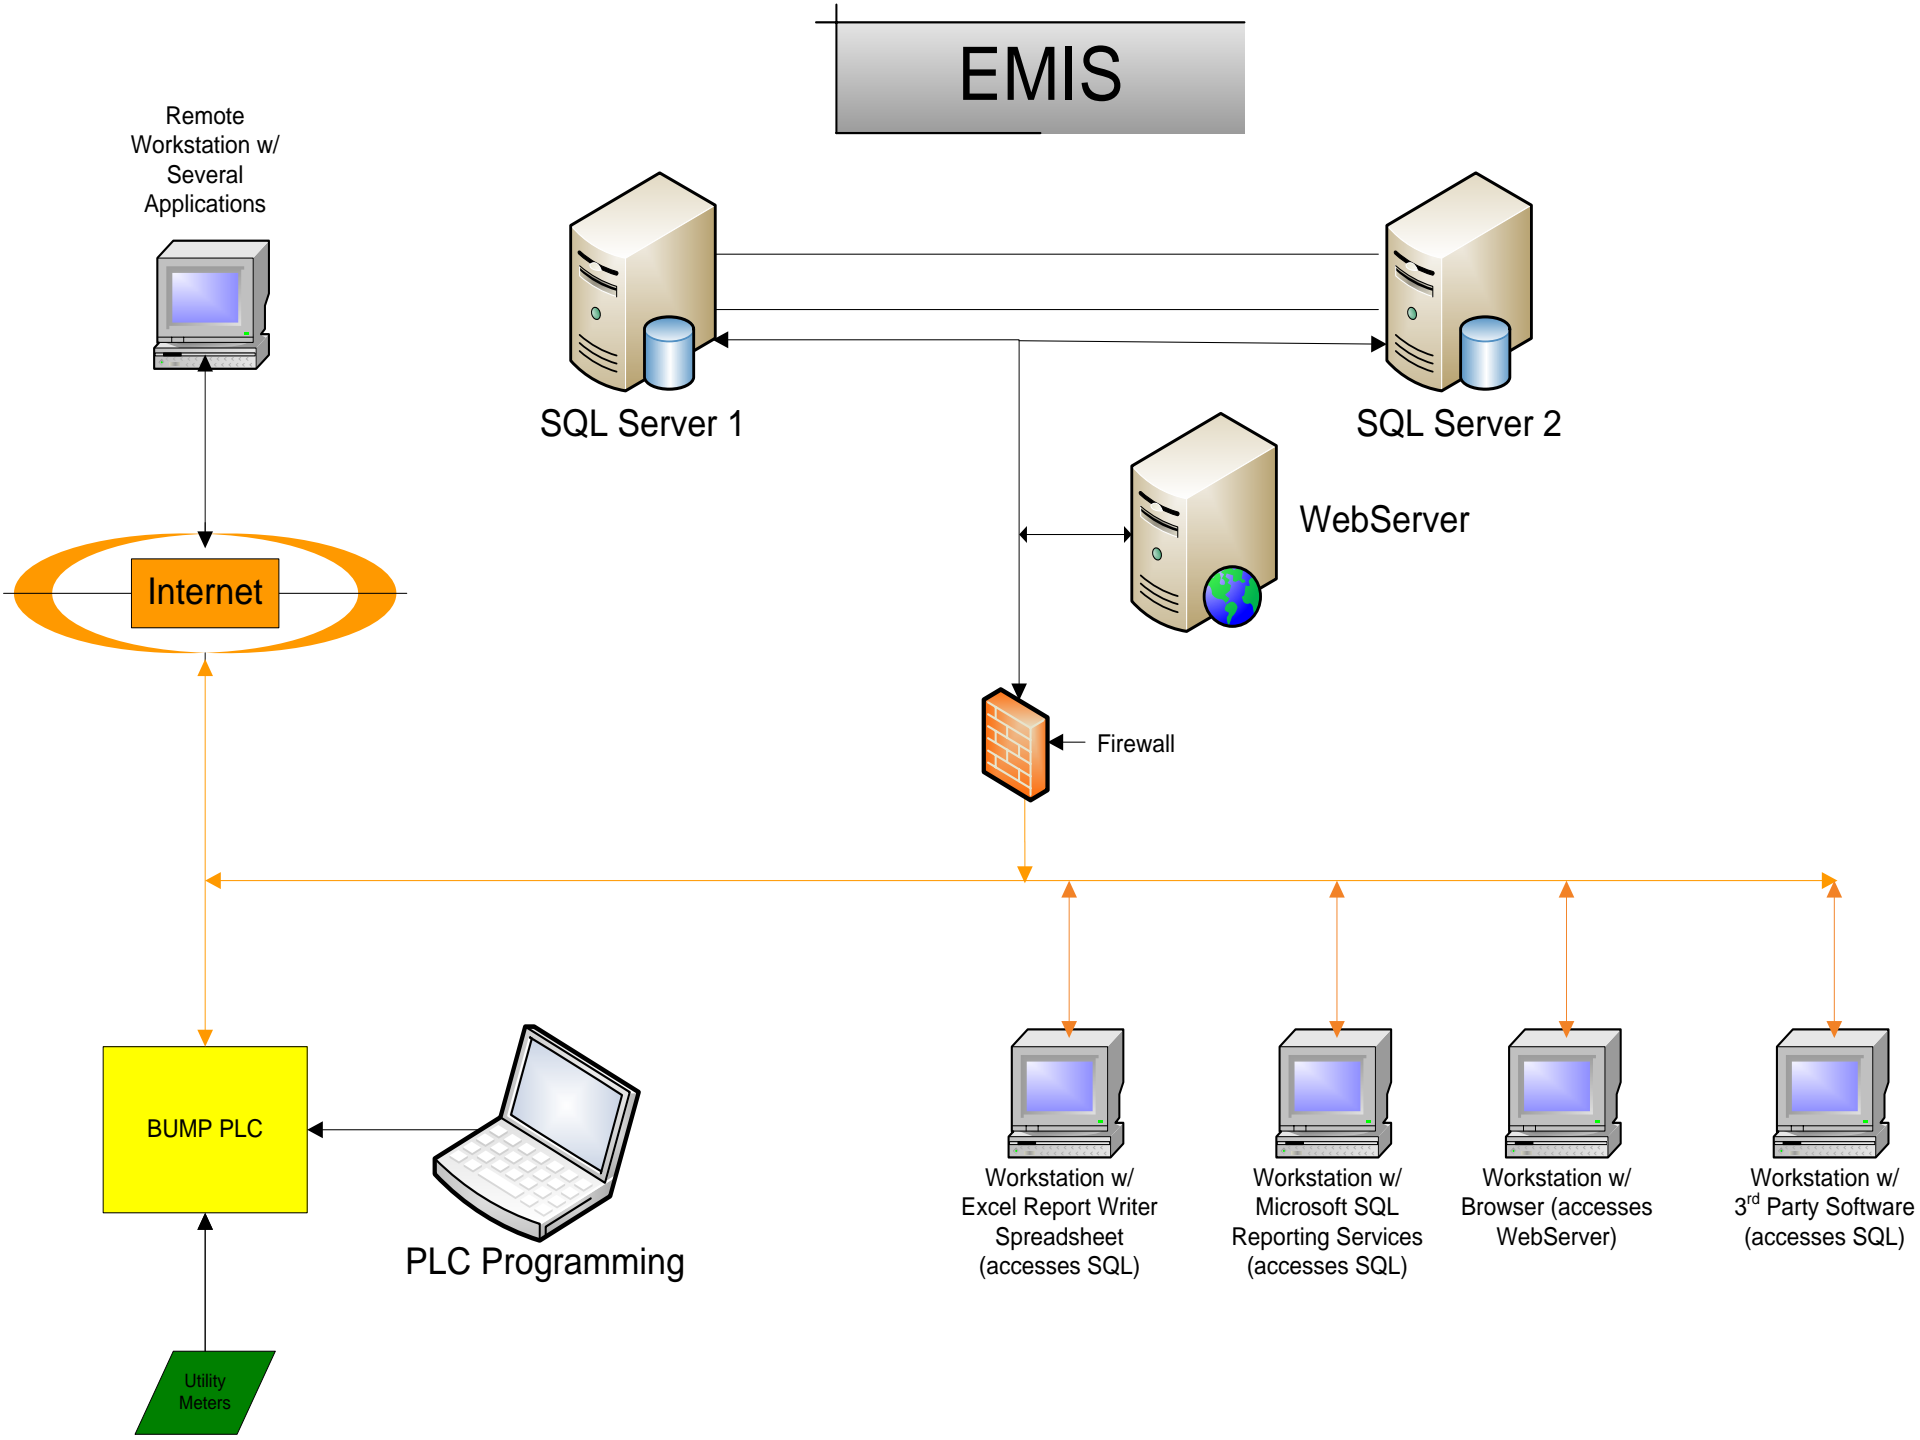 EMIS
Remote
Workstation w/
Several
Applications
SQL Server 1
SQL Server 2
WebServer
Internet
Firewall
BUMP PLC
PLC Programming
Workstation w/
Excel Report Writer
Spreadsheet
(accesses SQL)
Workstation w/
Microsoft SQL
Reporting Services
(accesses SQL)
Workstation w/
Browser (accesses
WebServer)
Workstation w/
3rd Party Software
(accesses SQL)
Utility
Meters